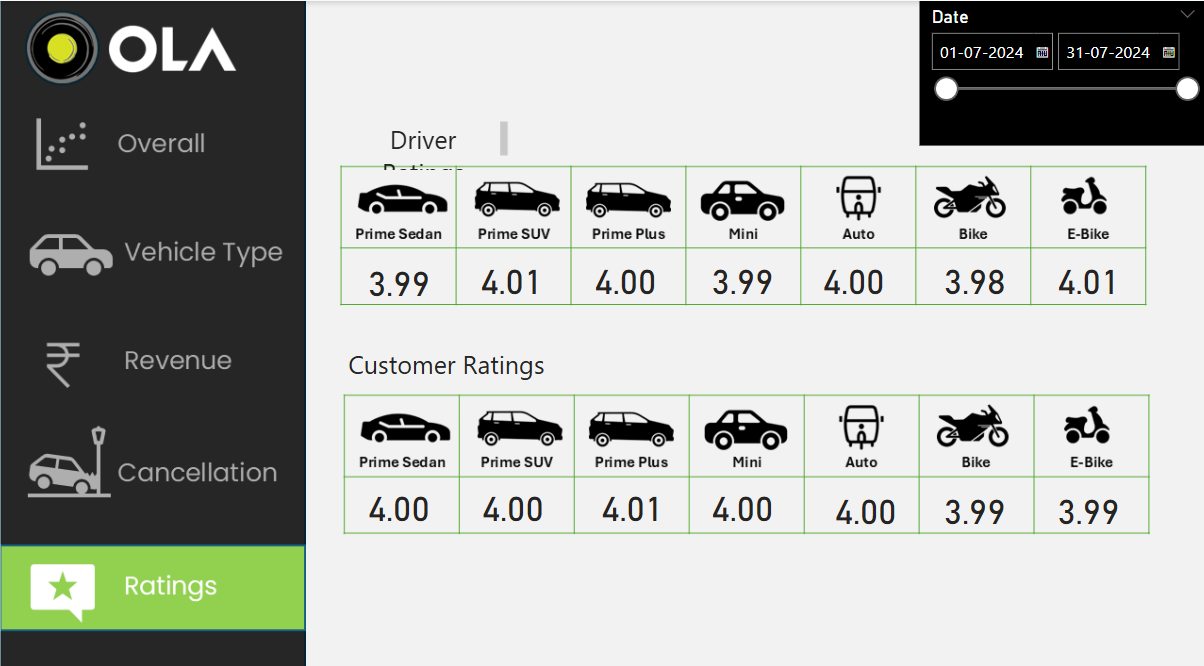 OLA
Overall
Vehicle Type
Revenue
Cancellation
Ratings
Date
01-07-2024 31-07-2024
Driver
Ratings
Prime Sedan Prime SUV Prime Plus Mini Auto Bike E-Bike
3.99 4.01 4.00 3.99 4.00 3.98 4.01
Customer Ratings
Prime Sedan Prime SUV Prime Plus Mini Auto Bike E-Bike
4.00 4.00 4.01 4.00 4.00 3.99 3.99